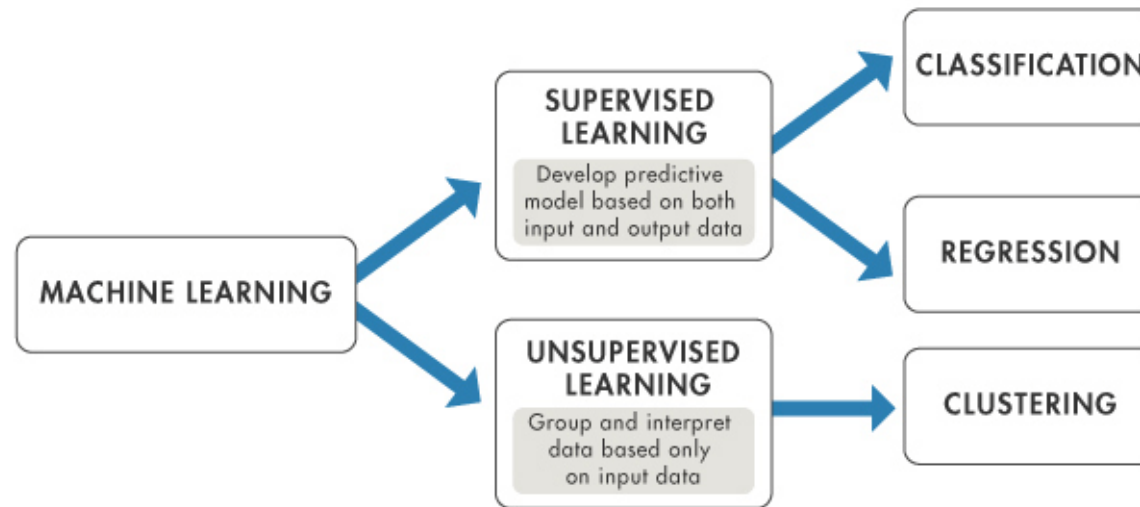 MACHINE LEARNING
SUPERVISED
LEARNING
Develop predictive
model based on both
input and output data
UNSUPERVISED
LEARNING
Group and interpret
data based only
on input data
CLASSIFICATION
REGRESSION
CLUSTERING